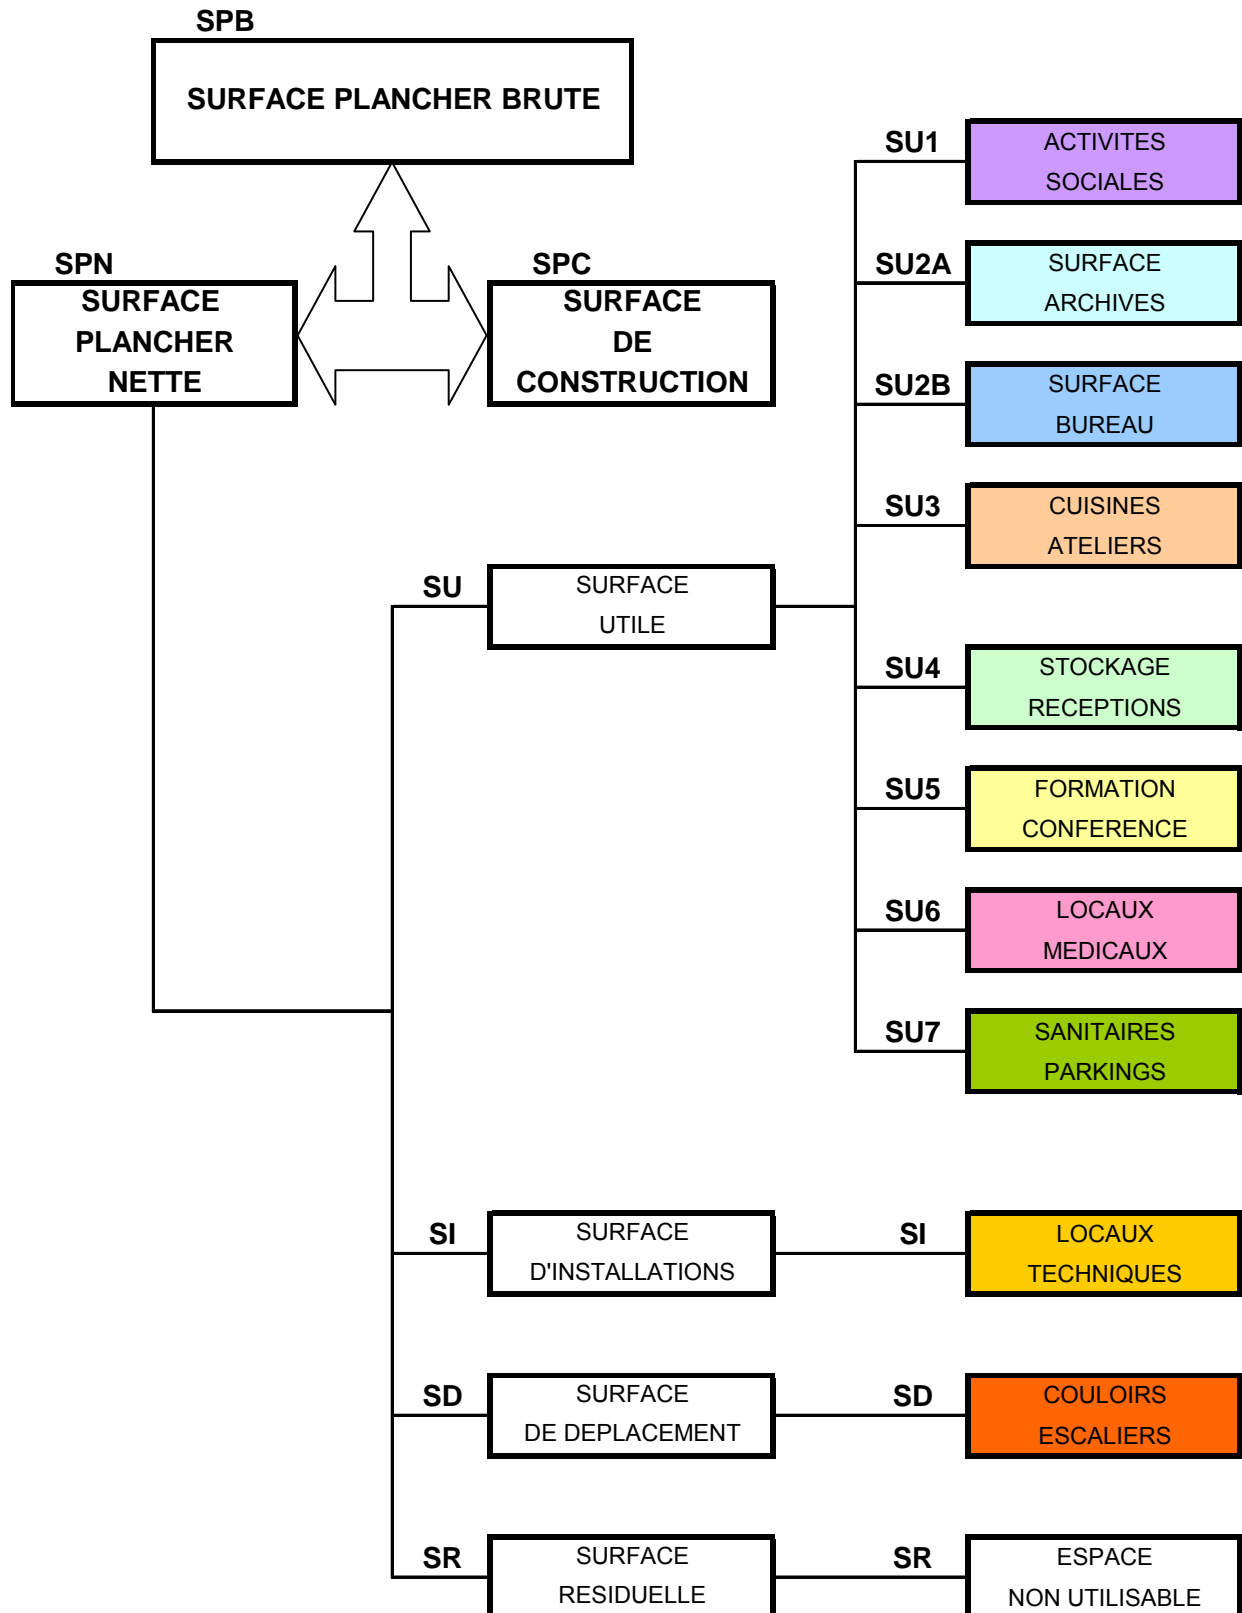 SPB
SURFACE PLANCHER BRUTE
SPN
SURFACE
PLANCHER
NETTE
SPC
SURFACE
DE
CONSTRUCTION
SU
SURFACE
UTILE
SU1
ACTIVITES
SOCIALES
SU2A
SURFACE
ARCHIVES
SU2B
SURFACE
BUREAU
SU3
CUISINES
ATELIERS
SU4
STOCKAGE
RECEPTIONS
SU5
FORMATION
CONFERENCE
SU6
LOCAUX
MEDICAUX
SU7
SANITAIRES
PARKINGS
SI
SURFACE
D'INSTALLATIONS
SI
LOCAUX
TECHNIQUES
SD
SURFACE
DE DEPLACEMENT
SD
COULOIRS
ESCALIERS
SR
SURFACE
RESIDUELLE
SR
ESPACE
NON UTILISABLE